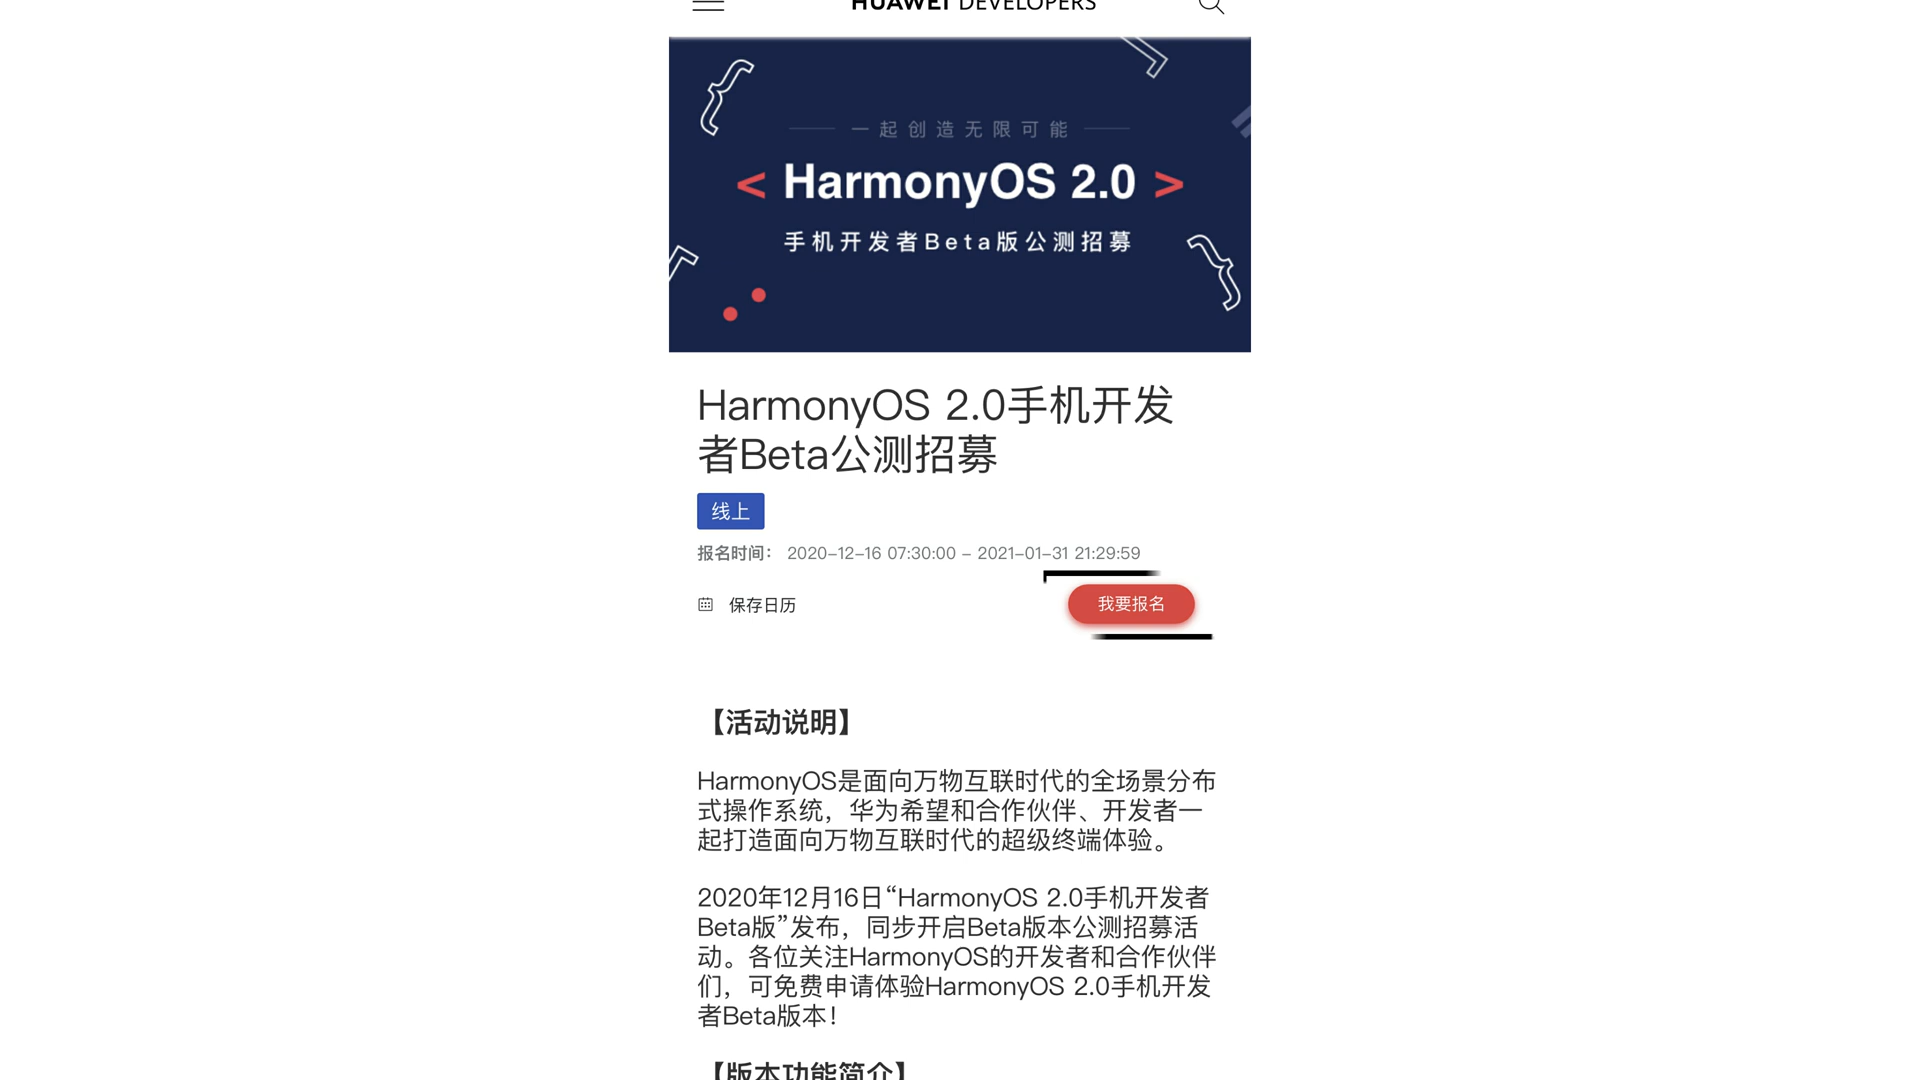 HUAWEI DEVELOPERS
一起创造无限可能
< HarmonyOS 2.0 >
手机开发者Beta版公测招募
HarmonyOS 2.0手机开发
者Beta公测招募
线上
报名时间： 2020-12-16 07:30:00 - 2021-01-31 21:29:59
保存日历
我要报名
【活动说明】
HarmonyOS是面向万物互联时代的全场景分布
式操作系统，华为希望和合作伙伴、开发者一
起打造面向万物互联时代的超级终端体验。
2020年12月16日“HarmonyOS 2.0手机开发者
Beta版”发布，同步开启Beta版本公测招募活
动。各位关注HarmonyOS的开发者和合作伙伴
们，可免费申请体验HarmonyOS 2.0手机开发
者Beta版本！
【版本功能简介】